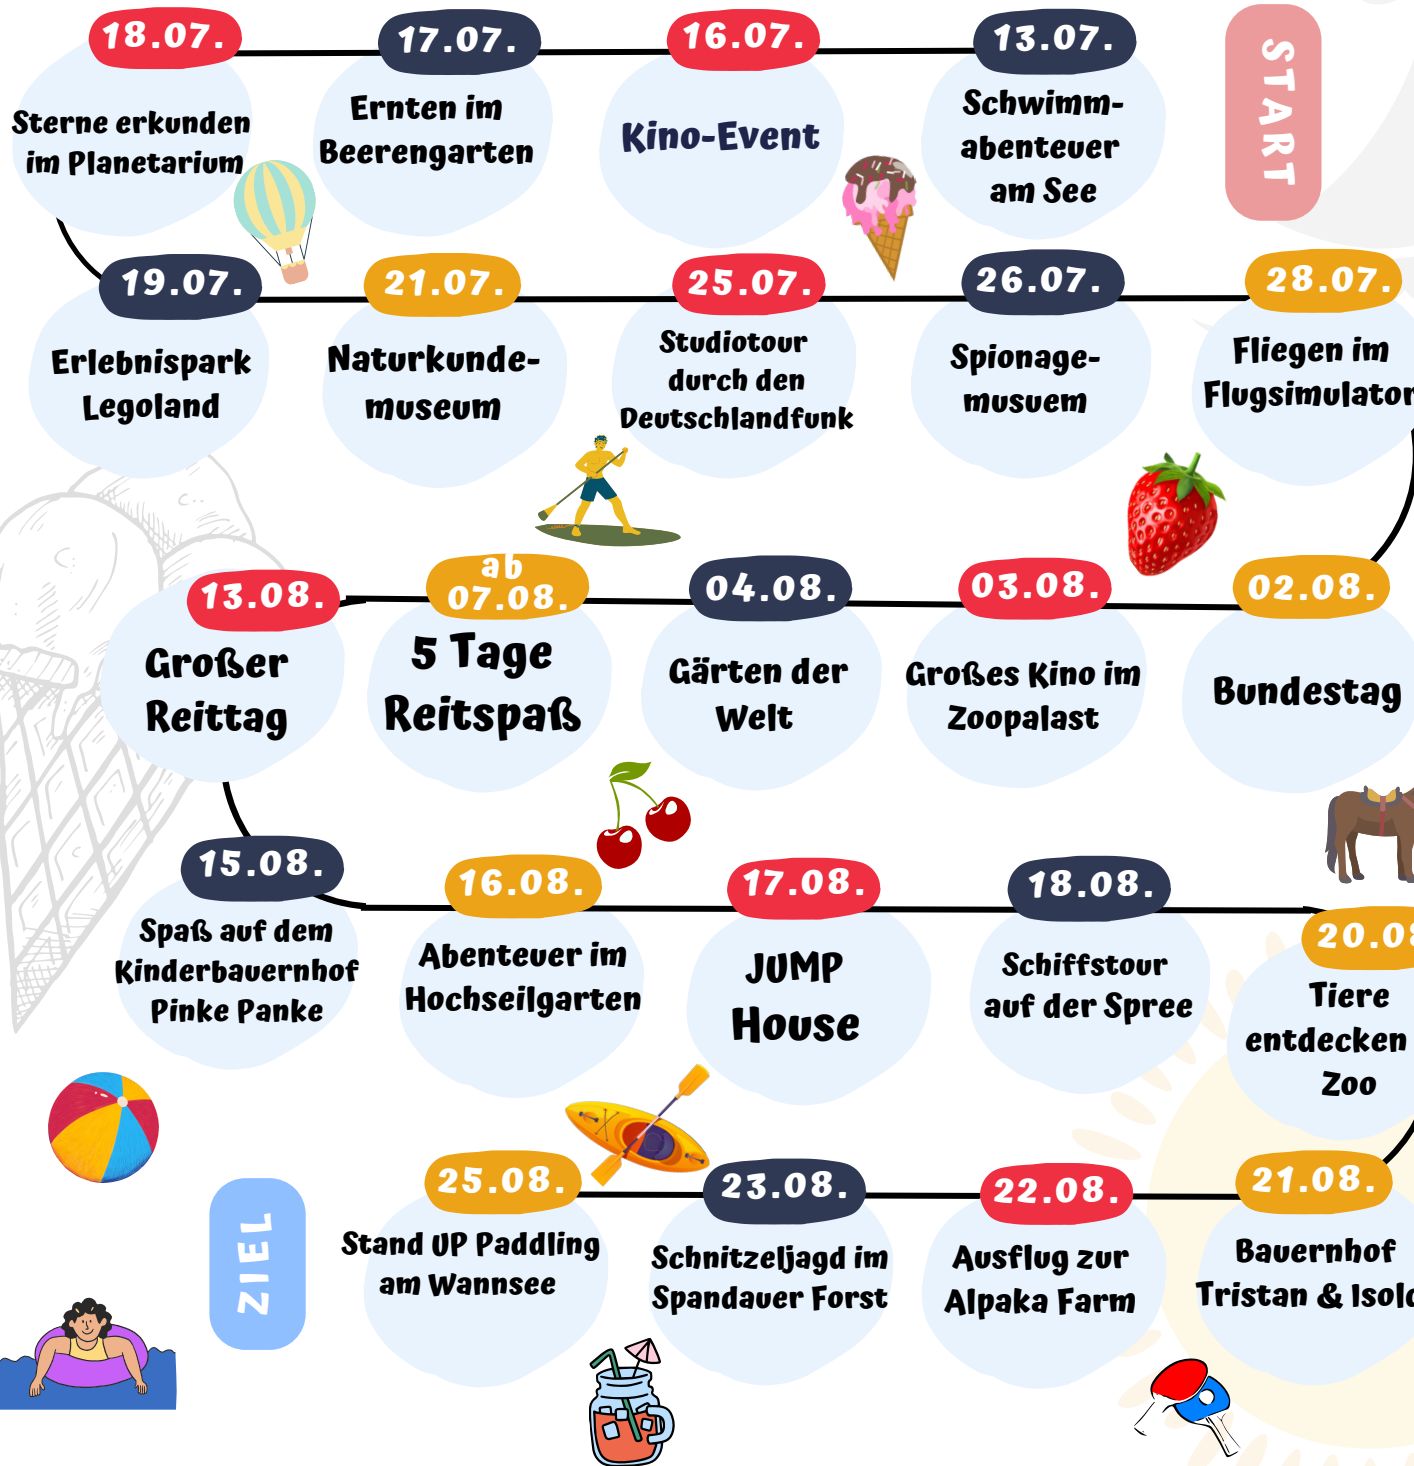 START
13.07.
Schwimm-
abenteuer
am See
16.07.
Kino-Event
17.07.
Ernten im
Beerengarten
18.07.
Sterne erkunden
im Planetarium
19.07.
Erlebnispark
Legoland
21.07.
Naturkunde-
museum
25.07.
Studiotour
durch den
Deutschlandfunk
26.07.
Spionage-
musuem
28.07.
Fliegen im
Flugsimulator
02.08.
Bundestag
03.08.
Großes Kino im
Zoopalast
04.08.
Gärten der
Welt
ab
07.08.
5 Tage
Reitspaß
13.08.
Großer
Reittag
15.08.
Spaß auf dem
Kinderbauernhof
Pinke Panke
16.08.
Abenteuer im
Hochseilgarten
17.08.
JUMP
House
18.08.
Schiffstour
auf der Spree
20.08
Tiere
entdecken
Zoo
21.08.
Bauernhof
Tristan &
22.08.
Ausflug zur
Alpaka Farm
23.08.
Schnitzeljagd im
Spandauer Forst
25.08.
Stand UP Paddling
am Wannsee
ZIEL